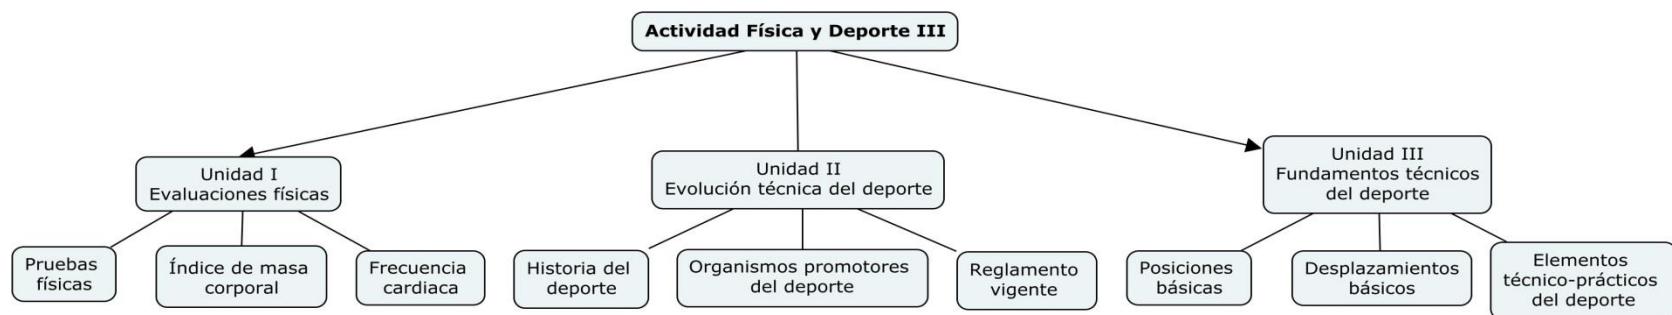 Actividad Física y Deporte III
Unidad I
Evaluaciones físicas
Unidad II
Evolución técnica del deporte
Unidad III
Fundamentos técnicos
del deporte
Pruebas
físicas
Índice de masa
corporal
Frecuencia
cardiaca
Historia del
deporte
Organismos promotores
del deporte
Reglamento
vigente
Posiciones
básicas
Desplazamientos
básicos
Elementos
técnico-prácticos
del deporte